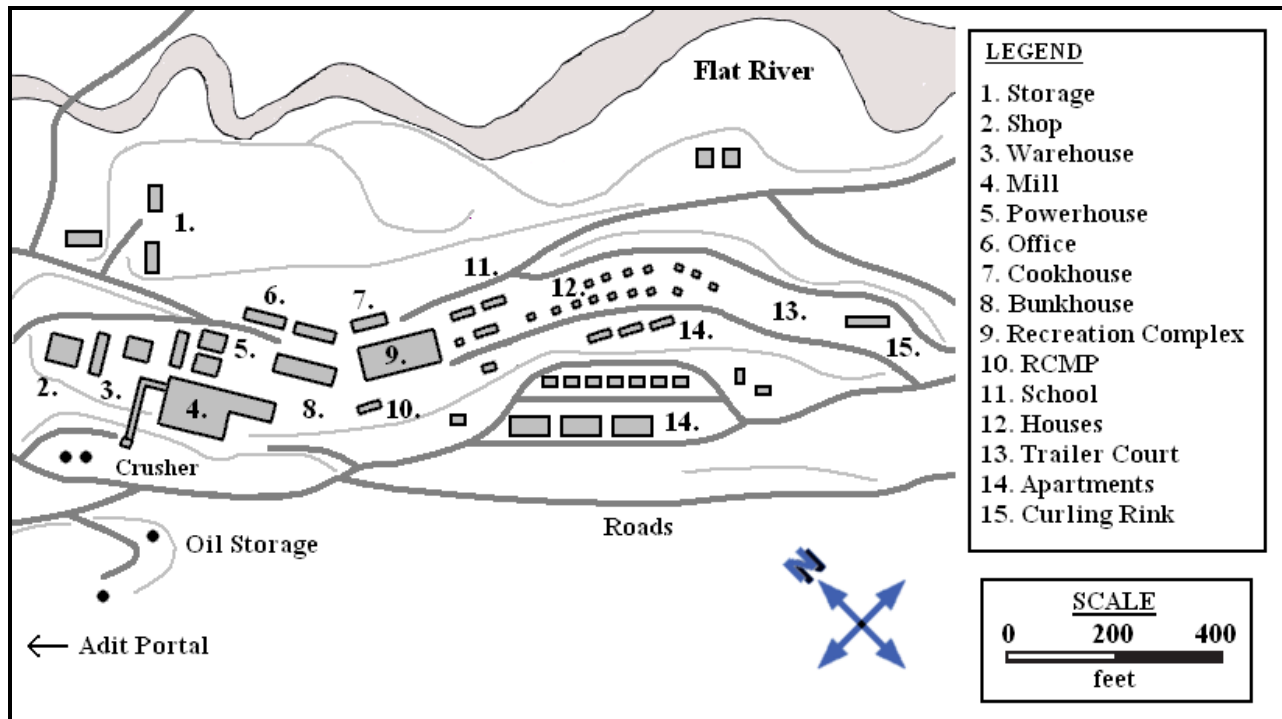 Flat River
1.
6.
7.
11.
12.
13.
14.
15.
5.
9.
2.
3.
4.
8.
10.
14.
Crusher
Roads
Oil Storage
Adit Portal
N
LEGEND
1. Storage
2. Shop
3. Warehouse
4. Mill
5. Powerhouse
6. Office
7. Cookhouse
8. Bunkhouse
9. Recreation Complex
10. RCMP
11. School
12. Houses
13. Trailer Court
14. Apartments
15. Curling Rink
SCALE
0 200 400
feet